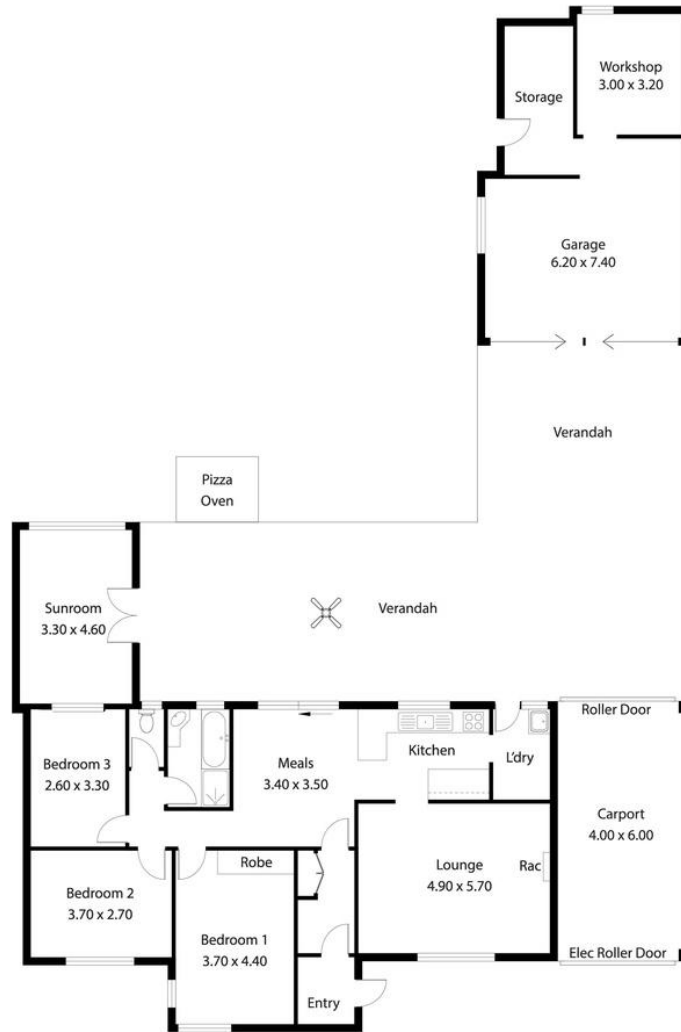 Workshop
3.00 x 3.20
Storage
Garage
6.20 x 7.40
Verandah
Pizza
Oven
Sunroom
3.30 x 4.60
Verandah
Roller Door
Bedroom 3
2.60 x 3.30
Meals
3.40 x 3.50
Kitchen
L'dry
Carport
4.00 x 6.00
Robe
Lounge
4.90 x 5.70
Rac
Bedroom 2
3.70 x 2.70
Bedroom 1
3.70 x 4.40
Elec Roller Door
Entry